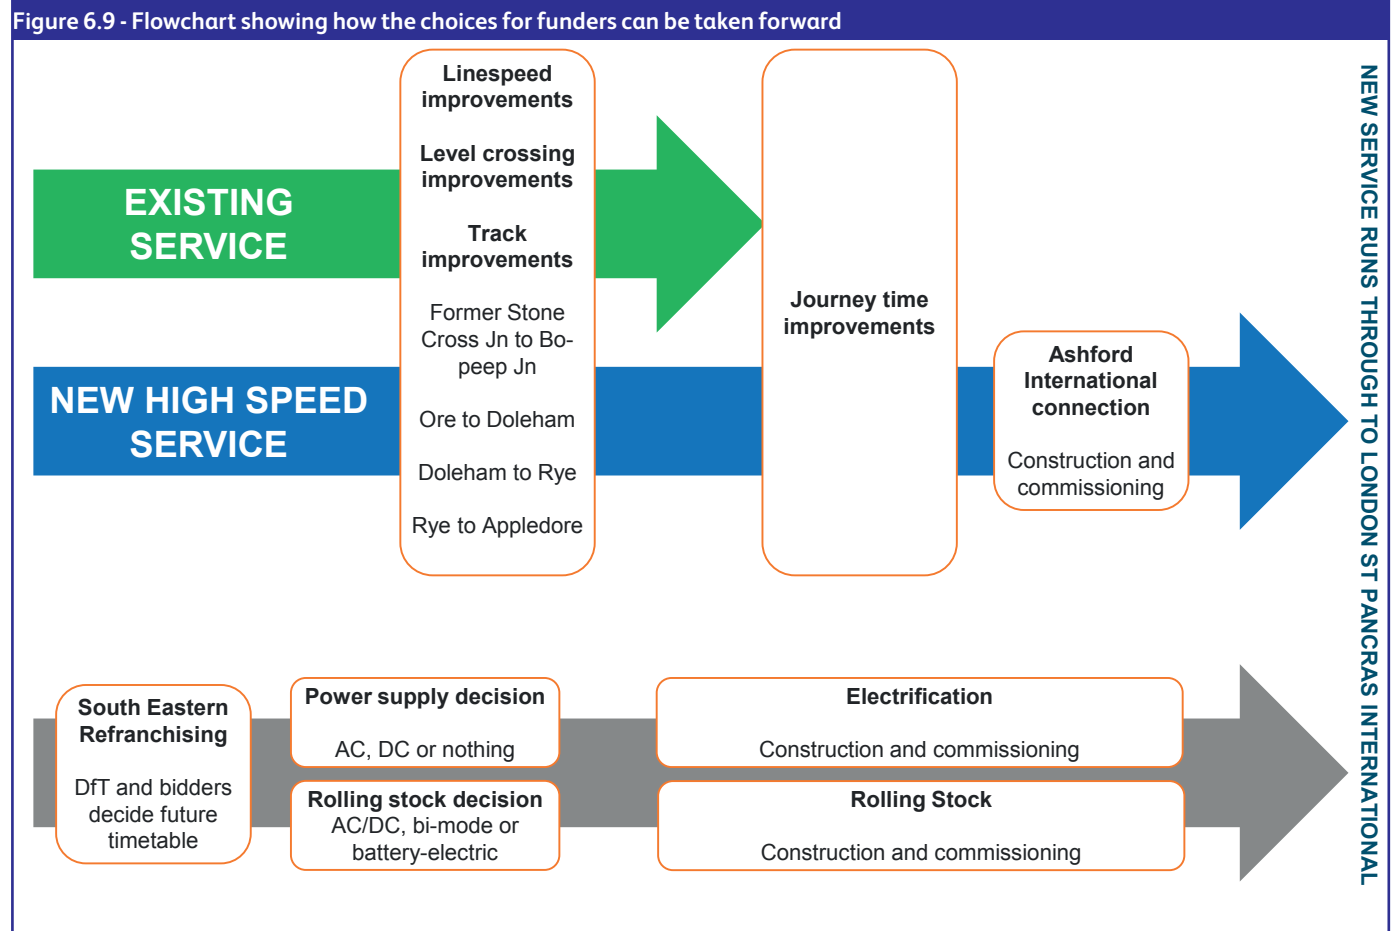 Figure 6.9 - Flowchart showing how the choices for funders can be taken forward
EXISTING
SERVICE
NEW HIGH SPEED
SERVICE
Linespeed
improvements
Level crossing
improvements
Track
improvements
Former Stone
Cross Jn to Bo-
peep Jn
Ore to Doleham
Doleham to Rye
Rye to Appledore
Journey time
improvements
Ashford
International
connection
Construction and
commissioning
NEW SERVICE RUNS THROUGH TO LONDON ST PANCRAS INTERNATIONAL
South Eastern
Refranchising
DfT and bidders
decide future
timetable
Power supply decision
AC, DC or nothing
Rolling stock decision
AC/DC, bi-mode or
battery-electric
Electrification
Construction and commissioning
Rolling Stock
Construction and commissioning